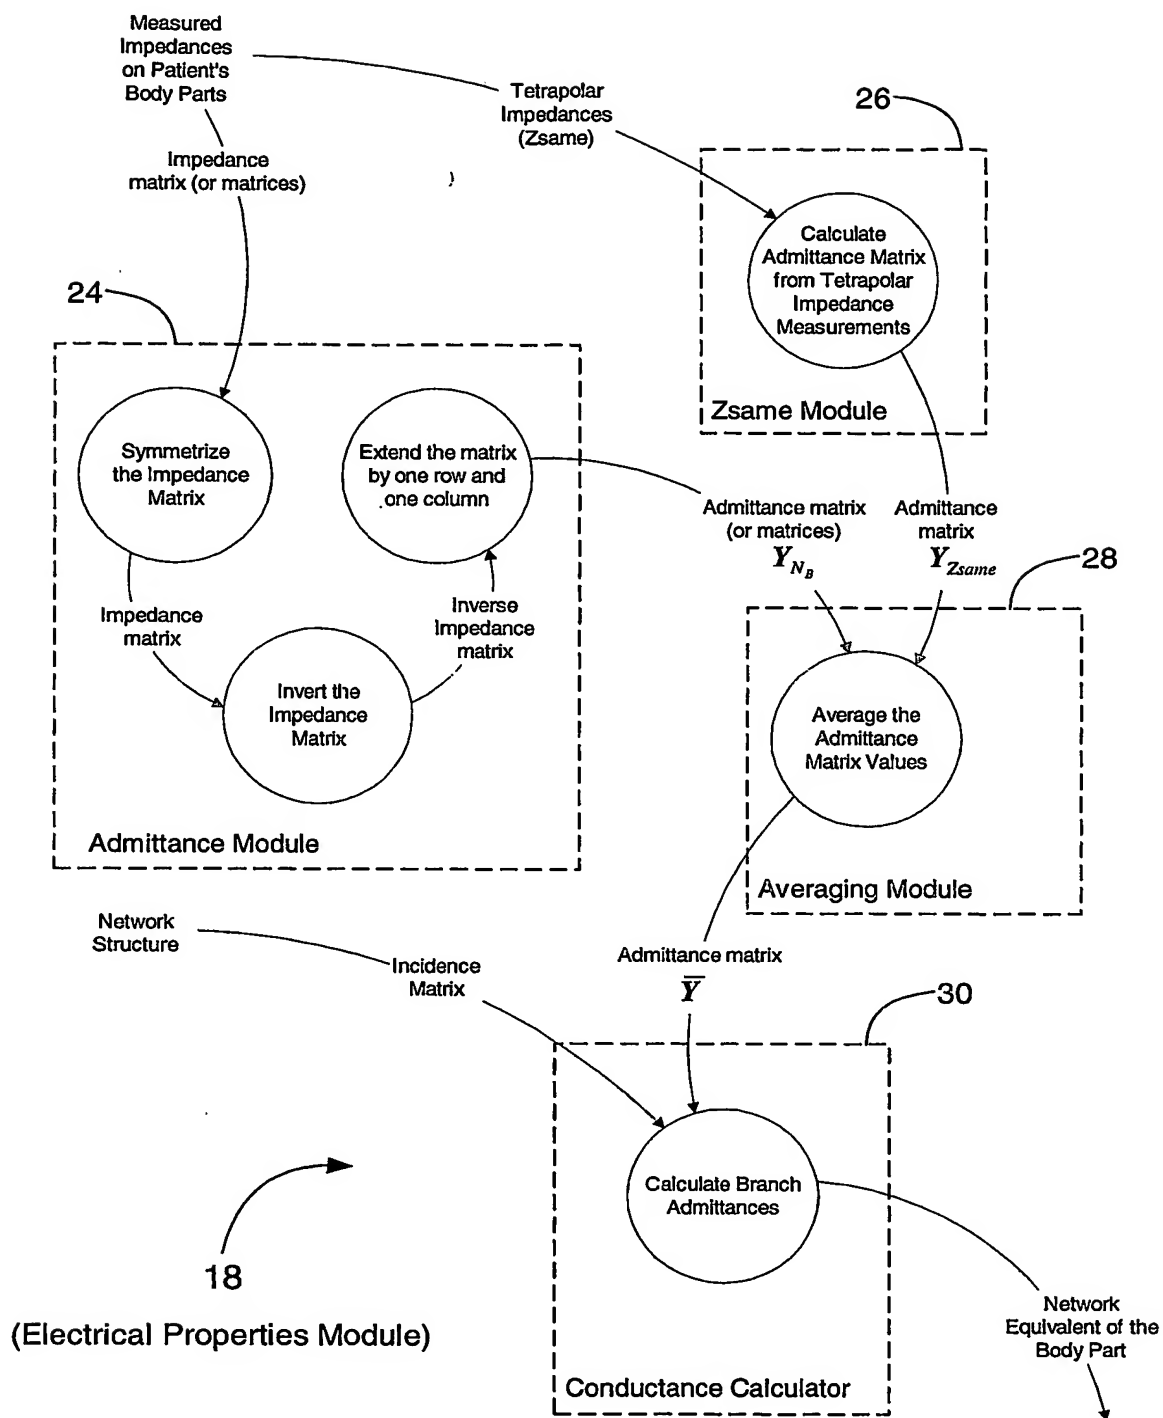 Measured
Impedances
on Patient's
Body Parts
Tetrapolar
Impedances
(Zsame)
26
Impedance
matrix (or matrices)
Calculate
Admittance Matrix
from Tetrapolar
Impedance
Measurements
Zsame Module
24
Symmetrize
the Impedance
Matrix
Extend the matrix
by one row and
one column
Admittance matrix
(or matrices)
Y_{N_B}
Admittance
matrix
Y_{Zsame}
28
Impedance
matrix
Inverse
Impedance
matrix
Invert the
Impedance
Matrix
Admittance Module
Average the
Admittance
Matrix Values
Averaging Module
Network
Structure
Incidence
Matrix
Admittance matrix
Y̅
30
Calculate Branch
Admittances
18
(Electrical Properties Module)
Network
Equivalent of the
Body Part
Conductance Calculator